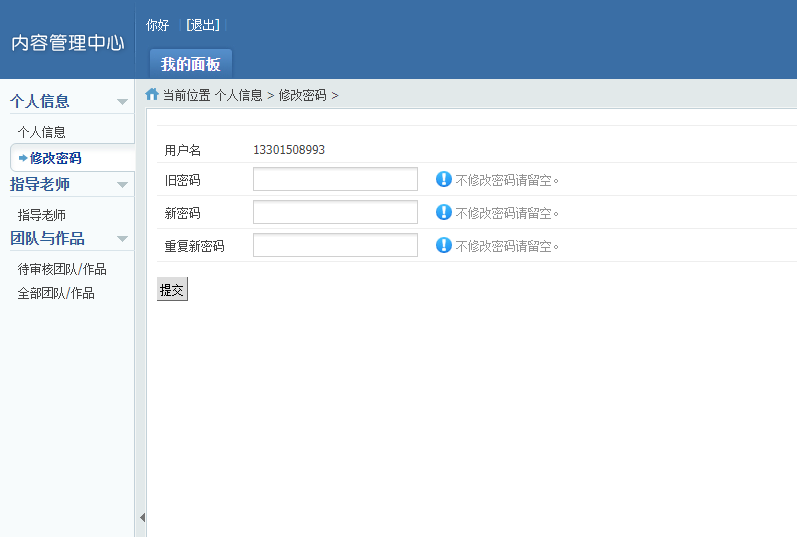 你好 [退出]
内容管理中心
我的面板
当前位置 个人信息 > 修改密码 >
个人信息
个人信息
修改密码
指导老师
指导老师
团队与作品
待审核团队/作品
全部团队/作品
用户名 13301508993
旧密码 不修改密码请留空。
新密码 不修改密码请留空。
重复新密码 不修改密码请留空。
提交